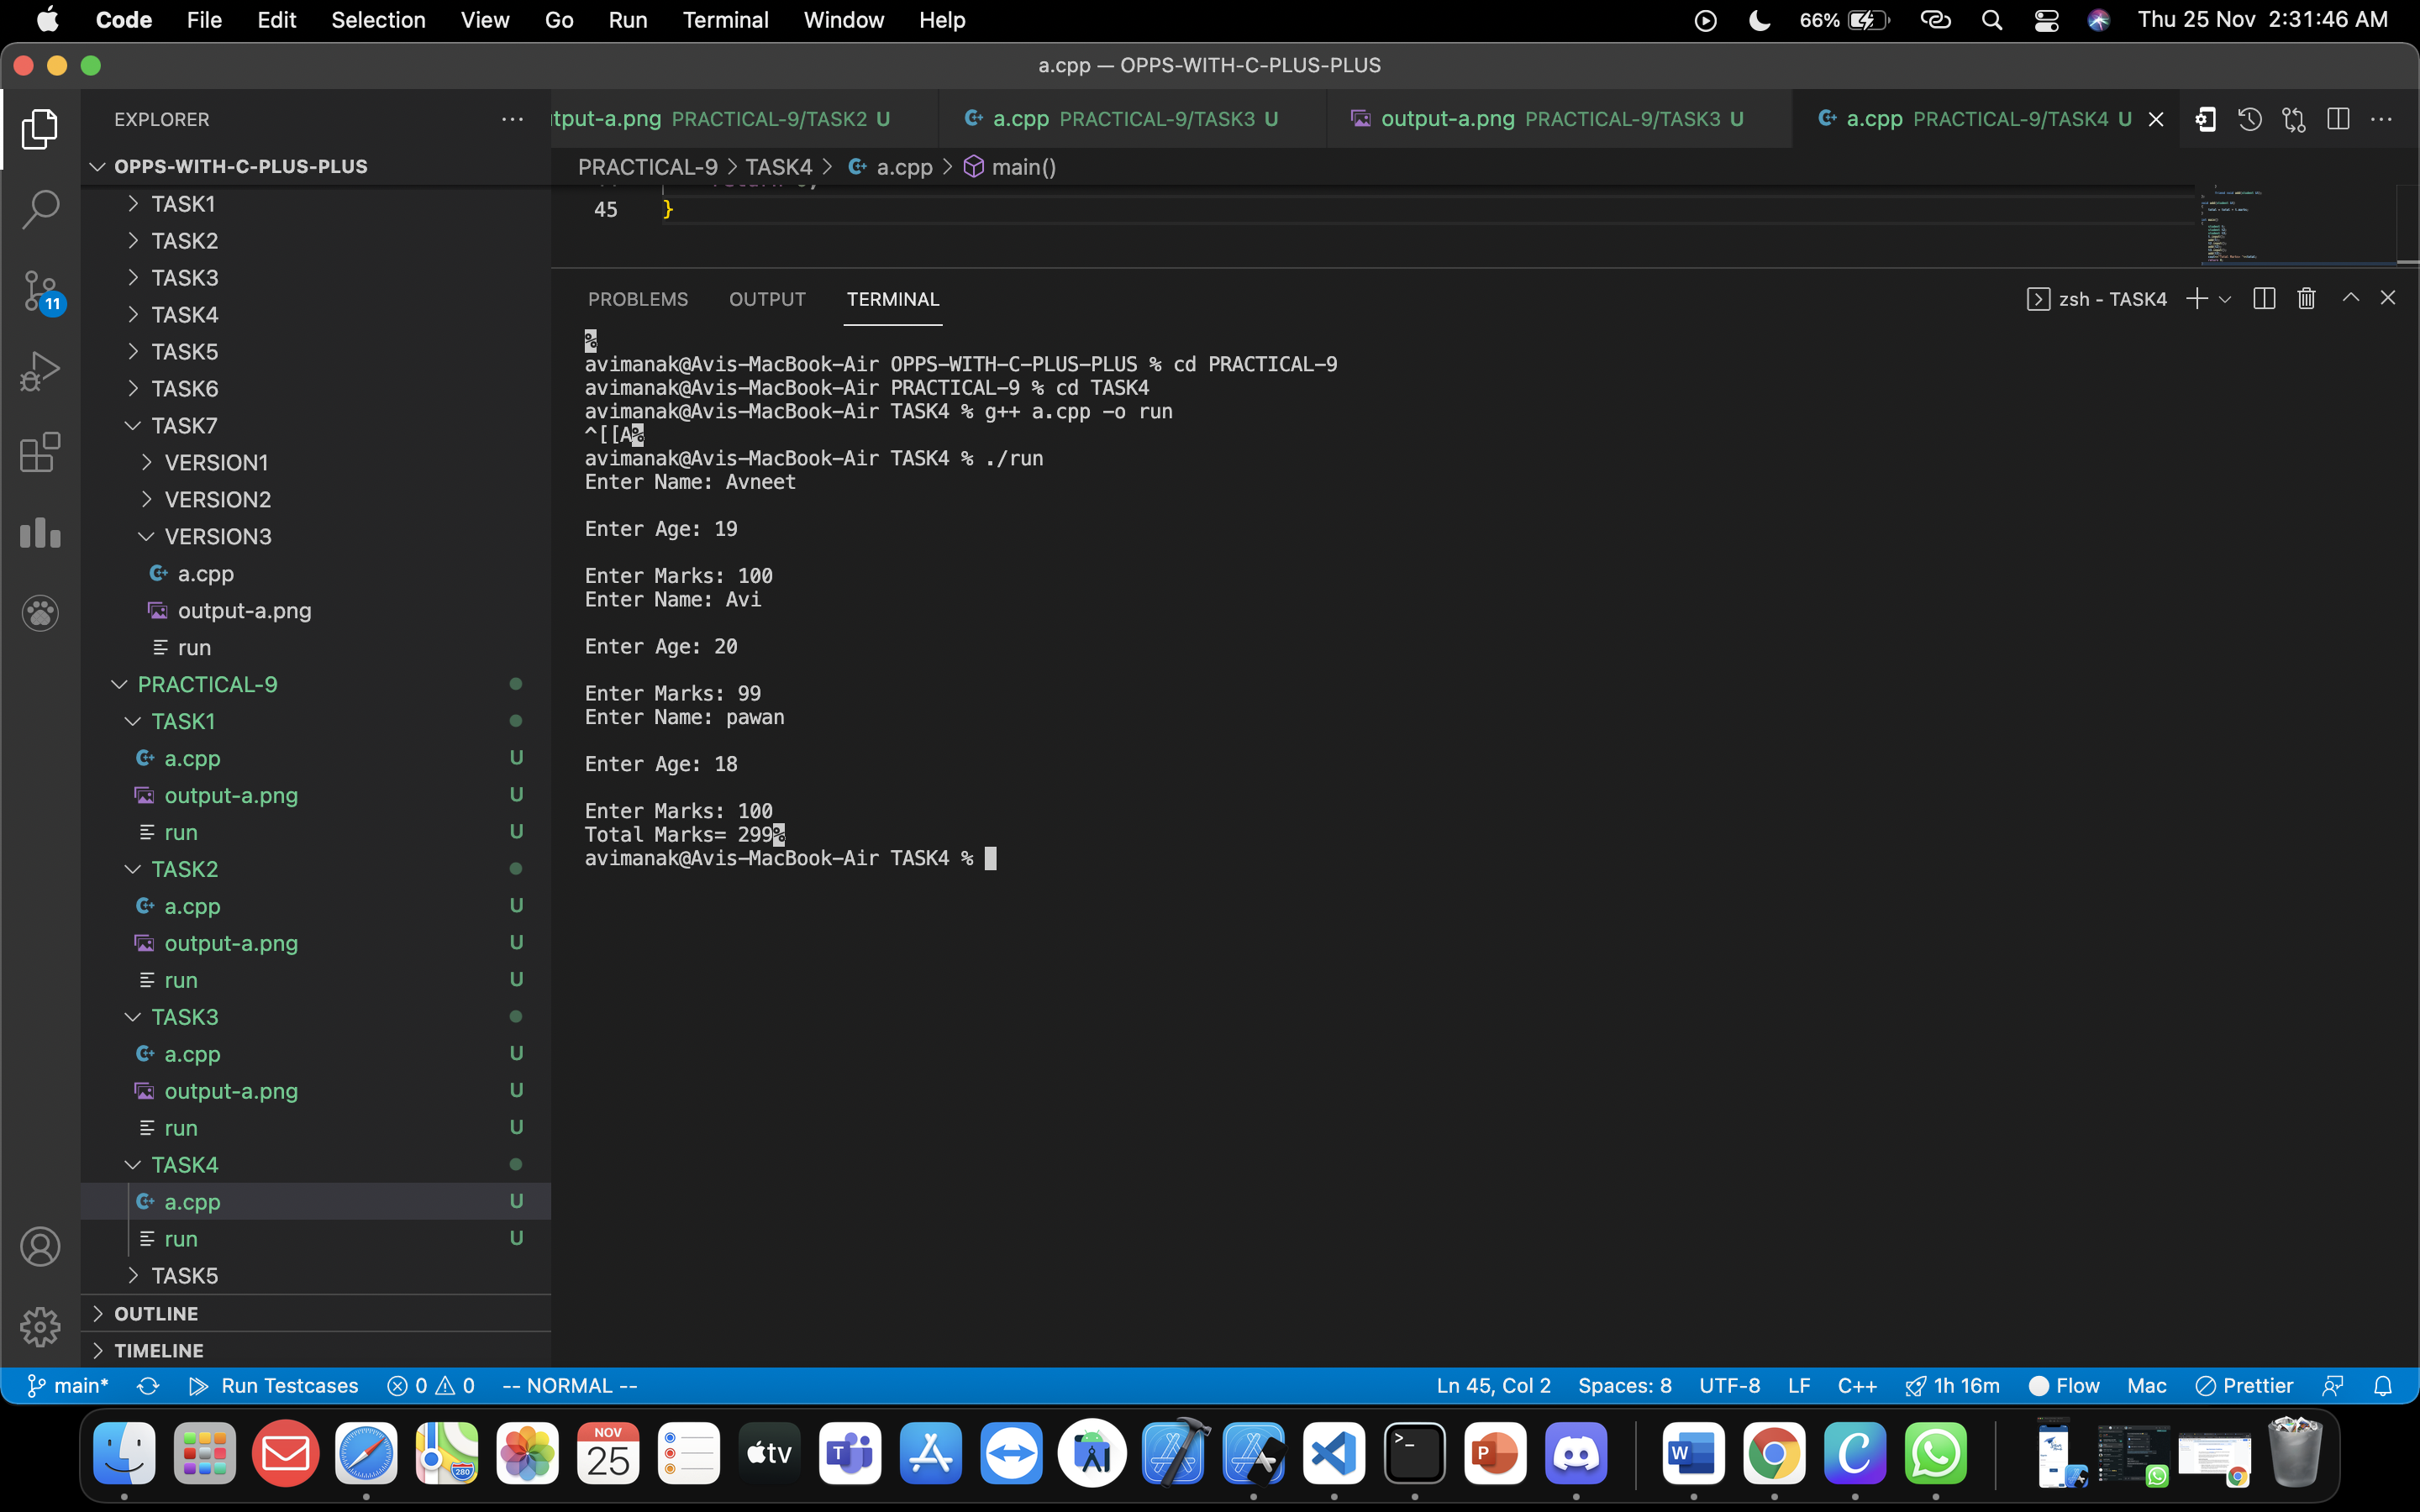 Code File Edit Selection View Go Run Terminal Window Help 66% Thu 25 Nov 2:31:46 AM
a.cpp — OPPS-WITH-C-PLUS-PLUS
EXPLORER
tput-a.png PRACTICAL-9/TASK2 U
a.cpp PRACTICAL-9/TASK3 U
output-a.png PRACTICAL-9/TASK3 U
a.cpp PRACTICAL-9/TASK4 U
OPPS-WITH-C-PLUS-PLUS
TASK1
TASK2
TASK3
TASK4
TASK5
TASK6
TASK7
VERSION1
VERSION2
VERSION3
a.cpp
output-a.png
run
PRACTICAL-9
TASK1
a.cpp U
output-a.png U
run U
TASK2
a.cpp U
output-a.png U
run U
TASK3
a.cpp U
output-a.png U
run U
TASK4
a.cpp U
run U
TASK5
OUTLINE
TIMELINE
11
PRACTICAL-9 > TASK4 > a.cpp > main()
45 }
PROBLEMS OUTPUT TERMINAL
zsh - TASK4
%
avimanak@Avis-MacBook-Air OPPS-WITH-C-PLUS-PLUS % cd PRACTICAL-9
avimanak@Avis-MacBook-Air PRACTICAL-9 % cd TASK4
avimanak@Avis-MacBook-Air TASK4 % g++ a.cpp -o run
^[[A%
avimanak@Avis-MacBook-Air TASK4 % ./run
Enter Name: Avneet
Enter Age: 19
Enter Marks: 100
Enter Name: Avi
Enter Age: 20
Enter Marks: 99
Enter Name: pawan
Enter Age: 18
Enter Marks: 100
Total Marks= 299%
avimanak@Avis-MacBook-Air TASK4 %
main* Run Testcases 0 0 -- NORMAL -- Ln 45, Col 2 Spaces: 8 UTF-8 LF C++ 1h 16m Flow Mac Prettier
280
NOV
25
tv
T
>_
P
W
C